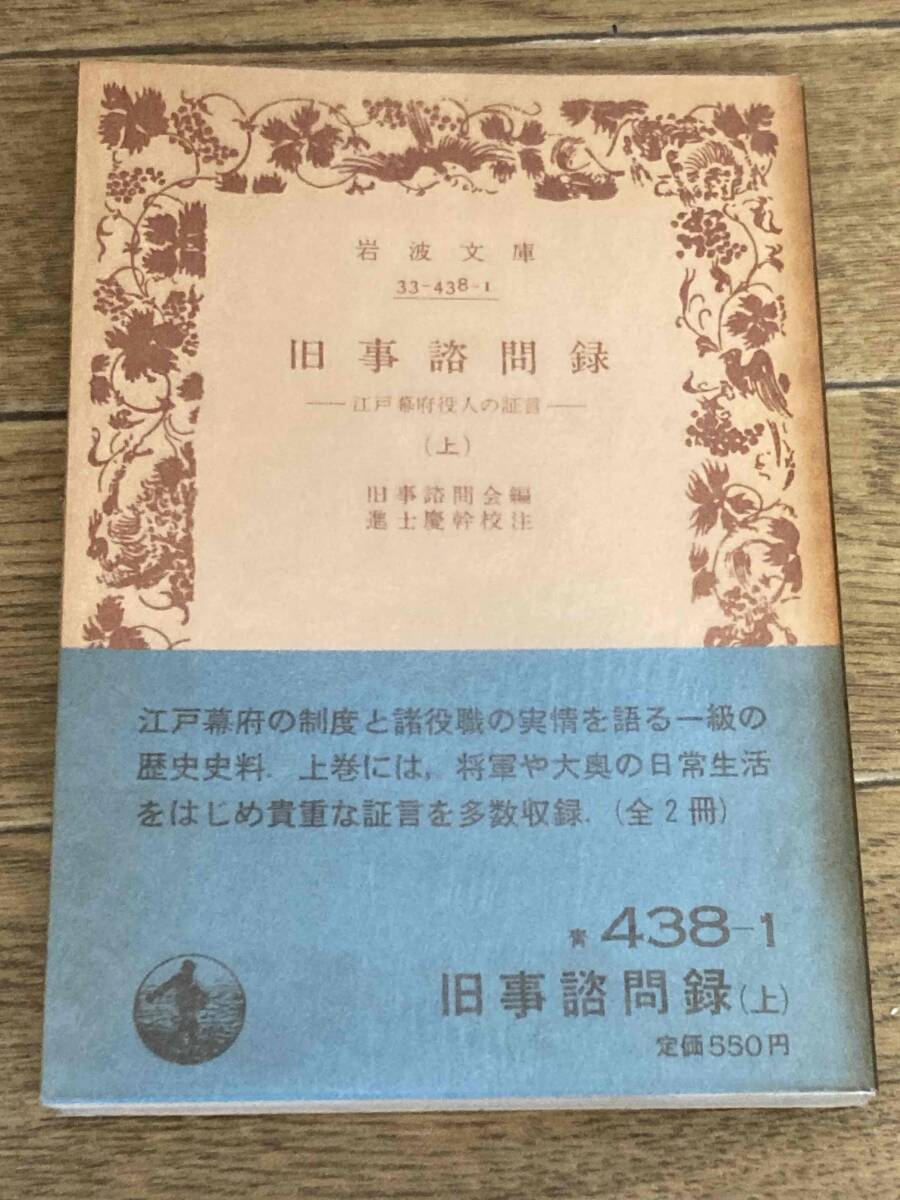 岩波文庫
33-438-1
旧事諮問録
――江戸幕府役人の証言――
(上)
旧事諮問会編
進士慶幹校注
江戸幕府の制度と諸役職の実情を語る一級の
歴史史料．上巻には，将軍や大奥の日常生活
をはじめ貴重な証言を多数収録．(全2冊)
青 438-1
旧事諮問録(上)
定価550円